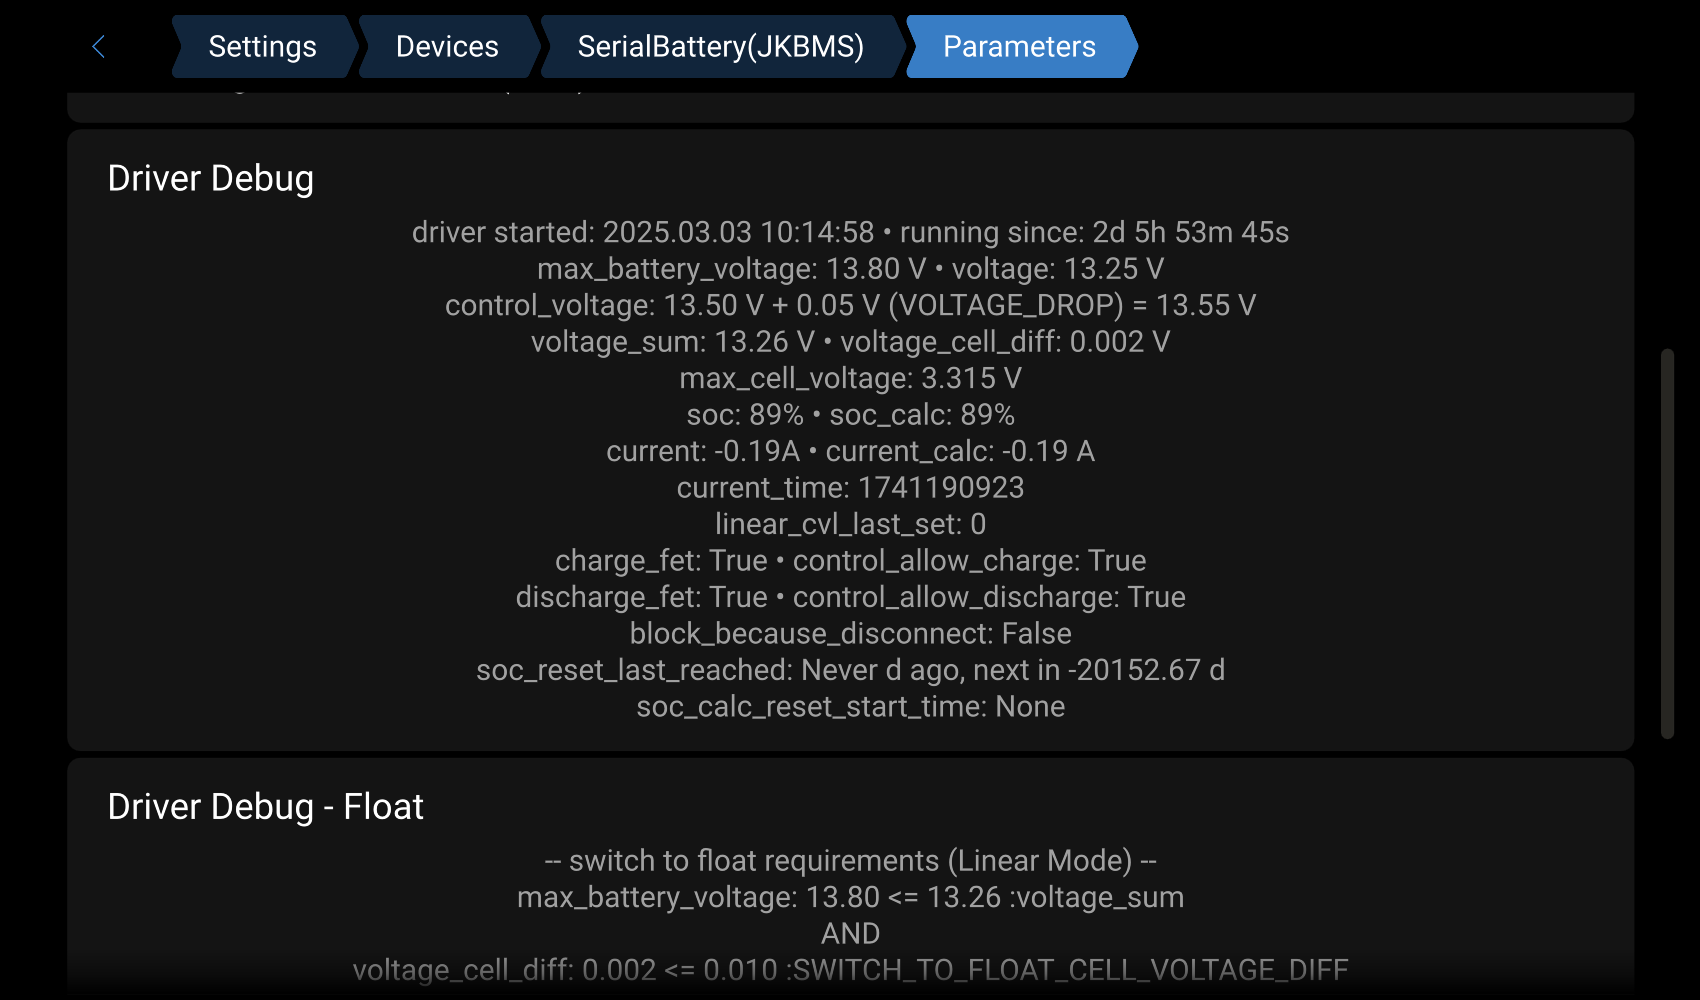 Settings
Devices
SerialBattery(JKBMS)
Parameters
Driver Debug
driver started: 2025.03.03 10:14:58 • running since: 2d 5h 53m 45s
max_battery_voltage: 13.80 V • voltage: 13.25 V
control_voltage: 13.50 V + 0.05 V (VOLTAGE_DROP) = 13.55 V
voltage_sum: 13.26 V • voltage_cell_diff: 0.002 V
max_cell_voltage: 3.315 V
soc: 89% • soc_calc: 89%
current: -0.19A • current_calc: -0.19 A
current_time: 1741190923
linear_cvl_last_set: 0
charge_fet: True • control_allow_charge: True
discharge_fet: True • control_allow_discharge: True
block_because_disconnect: False
soc_reset_last_reached: Never d ago, next in -20152.67 d
soc_calc_reset_start_time: None
Driver Debug - Float
-- switch to float requirements (Linear Mode) --
max_battery_voltage: 13.80 <= 13.26 :voltage_sum
AND
voltage_cell_diff: 0.002 <= 0.010 :SWITCH_TO_FLOAT_CELL_VOLTAGE_DIFF